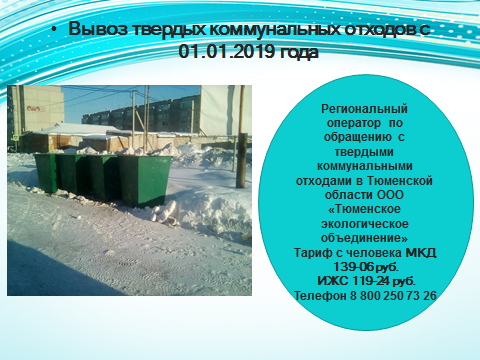 • Вывоз твердых коммунальных отходов с
01.01.2019 года
Региональный
оператор по
обращению с
твердыми
коммунальными
отходами в Тюменской
области ООО
«Тюменское
экологическое
объединение»
Тариф с человека МКД
139-06 руб.
ИЖС 119-24 руб.
Телефон 8 800 250 73 26